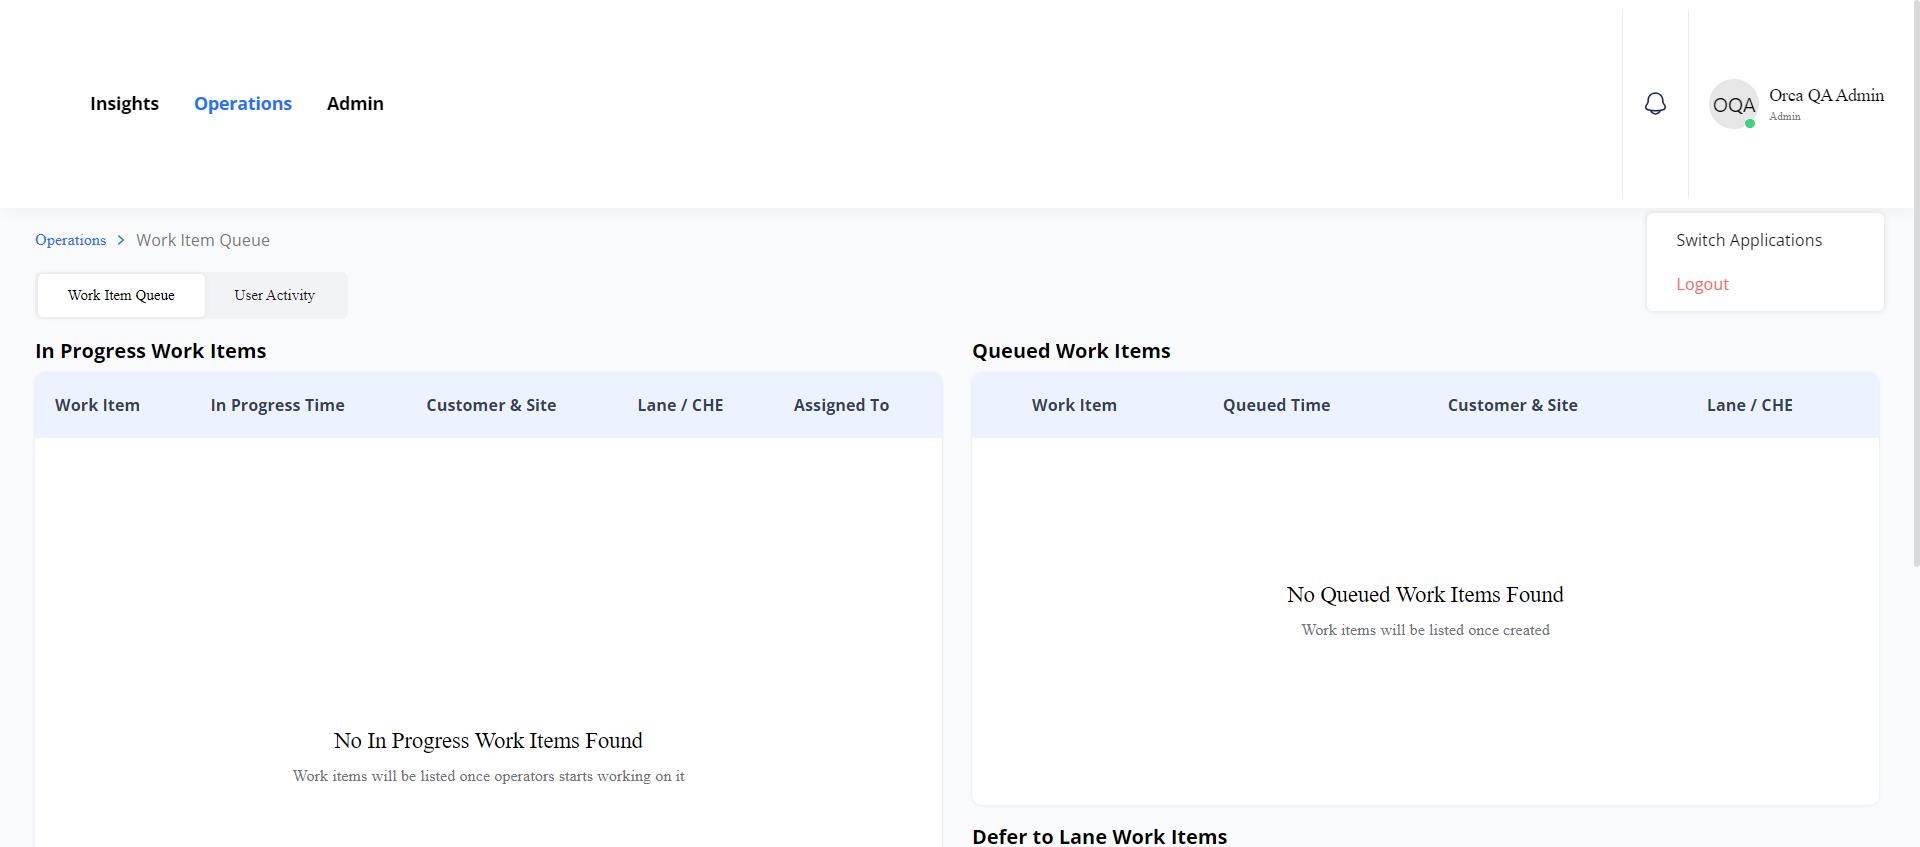 Insights
Operations
Admin
OQA
Orca QA Admin
Admin
Operations
Work Item Queue
Switch Applications
Logout
Work Item Queue
User Activity
In Progress Work Items
Work Item
In Progress Time
Customer & Site
Lane / CHE
Assigned To
No In Progress Work Items Found
Work items will be listed once operators starts working on it
Queued Work Items
Work Item
Queued Time
Customer & Site
Lane / CHE
No Queued Work Items Found
Work items will be listed once created
Defer to Lane Work Items